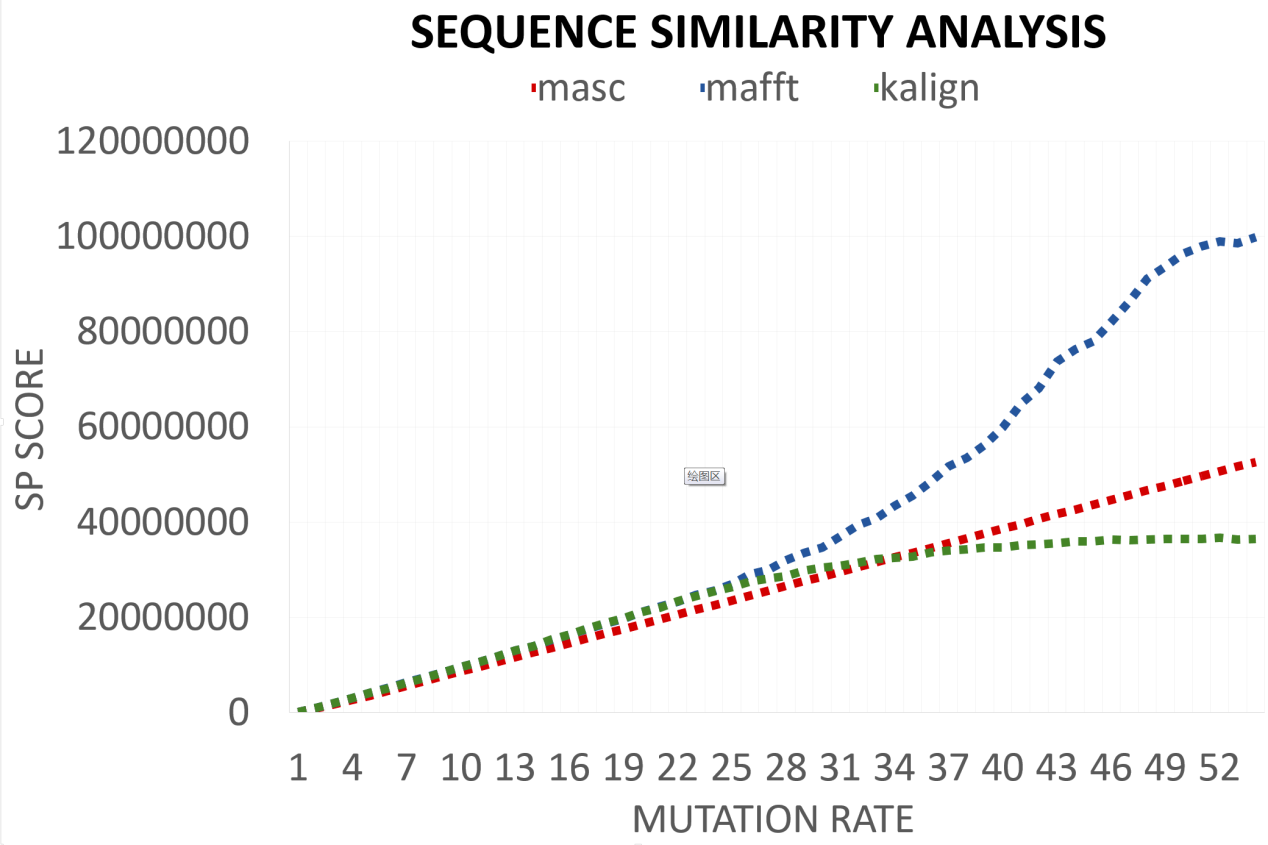 SEQUENCE SIMILARITY ANALYSIS
masc mafft kalign
120000000
100000000
80000000
60000000
40000000
20000000
0
SP SCORE
绘图区
1 4 7 10 13 16 19 22 25 28 31 34 37 40 43 46 49 52
MUTATION RATE